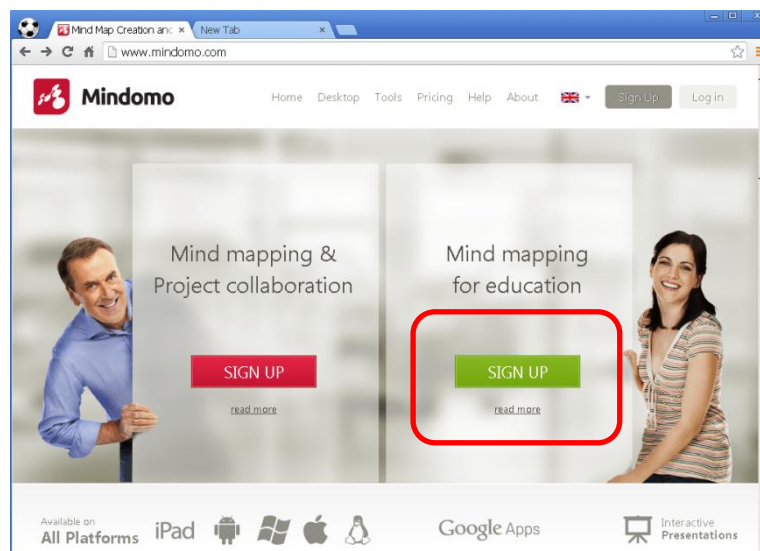 Mind Map Creation and
New Tab
www.mindomo.com
Mindomo
Home Desktop Tools Pricing Help About Sign Up Log in
Mind mapping &
Project collaboration
SIGN UP
read more
Mind mapping
for education
SIGN UP
read more
Available on
All Platforms
iPad
Google Apps
Interactive
Presentations